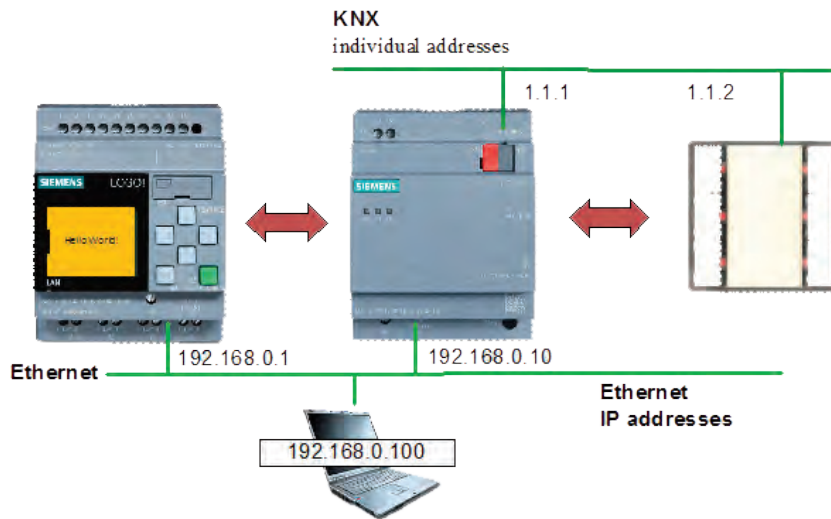 KNX
individual addresses
1.1.1
1.1.2
SIEMENS
LOGO!
Hello World!
LAN
SIEMENS
192.168.0.1
192.168.0.10
Ethernet
Ethernet
IP addresses
192.168.0.100